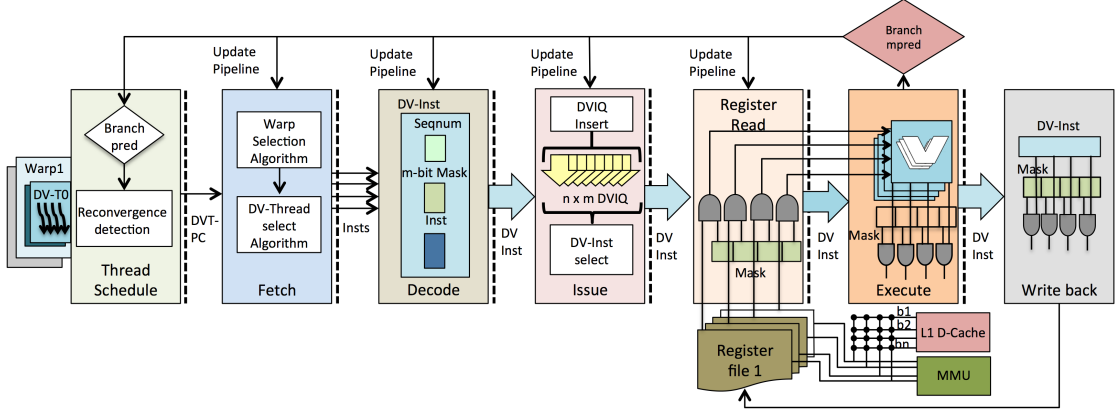 Branch
mpred
Update
Pipeline
Update
Pipeline
Update
Pipeline
Update
Pipeline
Branch
pred
Warp1
DV-T0
Reconvergence
detection
Thread
Schedule
DVT-
PC
Warp
Selection
Algorithm
DV-Thread
select
Algorithm
Fetch
Insts
DV-Inst
Seqnum
m-bit Mask
Inst
Decode
DV
Inst
DVIQ
Insert
n x m DVIQ
DV-Inst
select
Issue
DV
Inst
Register
Read
Mask
DV
Inst
Mask
Execute
DV
Inst
DV-Inst
Mask
Write back
Register
file 1
b1
b2
bn
L1 D-Cache
MMU